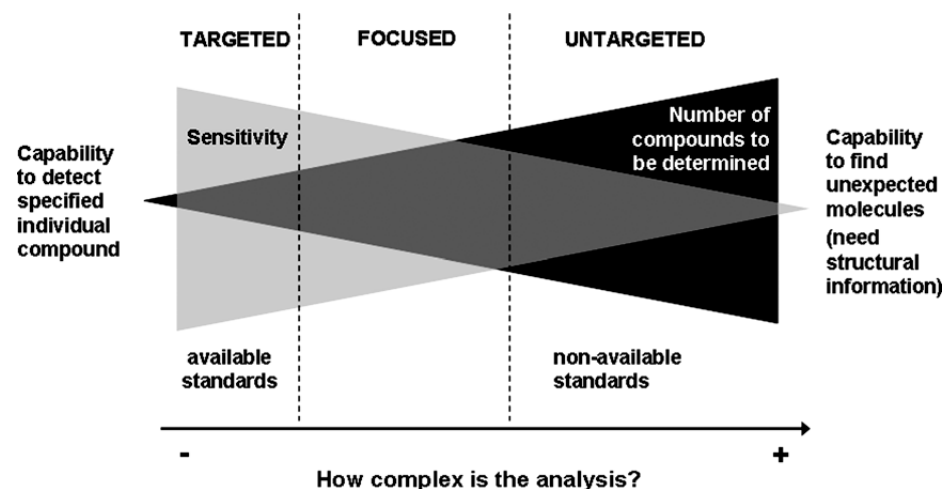 TARGETED
FOCUSED
UNTARGETED
Sensitivity
Number of
compounds to
be determined
Capability
to detect
specified
individual
compound
Capability
to find
unexpected
molecules
(need
structural
information)
available
standards
non-available
standards
-
+
How complex is the analysis?